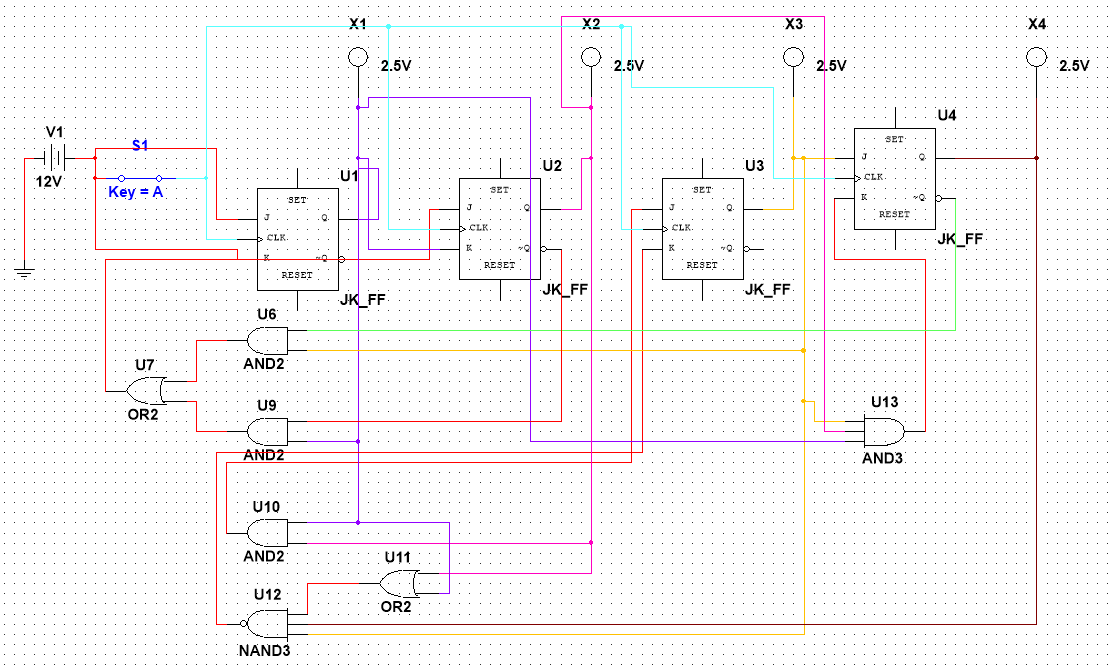 X1 X2 X3 X4
2.5V 2.5V 2.5V 2.5V
V1
12V
S1
Key = A
U1
SET
J Q
CLK
K ~Q
RESET
JK_FF
U2
SET
J Q
CLK
K ~Q
RESET
JK_FF
U3
SET
J Q
CLK
K ~Q
RESET
JK_FF
U4
SET
J Q
CLK
K ~Q
RESET
JK_FF
U6
AND2
U7
OR2
U9
AND2
U13
AND3
U10
AND2
U11
OR2
U12
NAND3